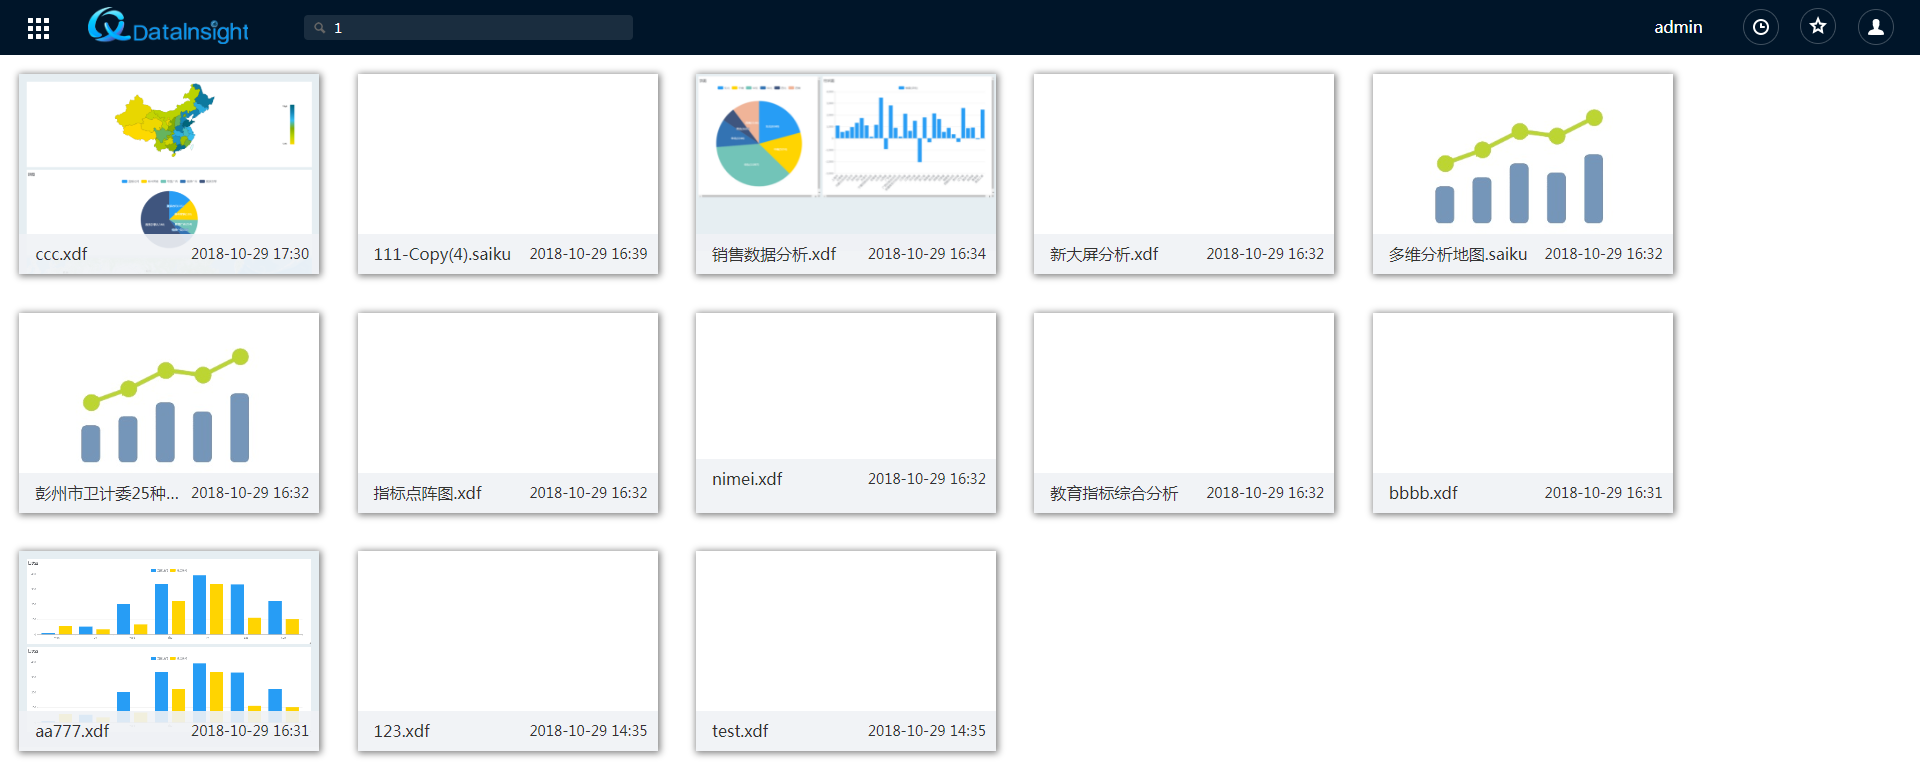 DataInsight
1
admin
ccc.xdf 2018-10-29 17:30
111-Copy(4).saiku 2018-10-29 16:39
销售数据分析.xdf 2018-10-29 16:34
新大屏分析.xdf 2018-10-29 16:32
多维分析地图.saiku 2018-10-29 16:32
彭州市卫计委25种... 2018-10-29 16:32
指标点阵图.xdf 2018-10-29 16:32
nimei.xdf 2018-10-29 16:32
教育指标综合分析 2018-10-29 16:32
bbbb.xdf 2018-10-29 16:31
aa777.xdf 2018-10-29 16:31
123.xdf 2018-10-29 14:35
test.xdf 2018-10-29 14:35